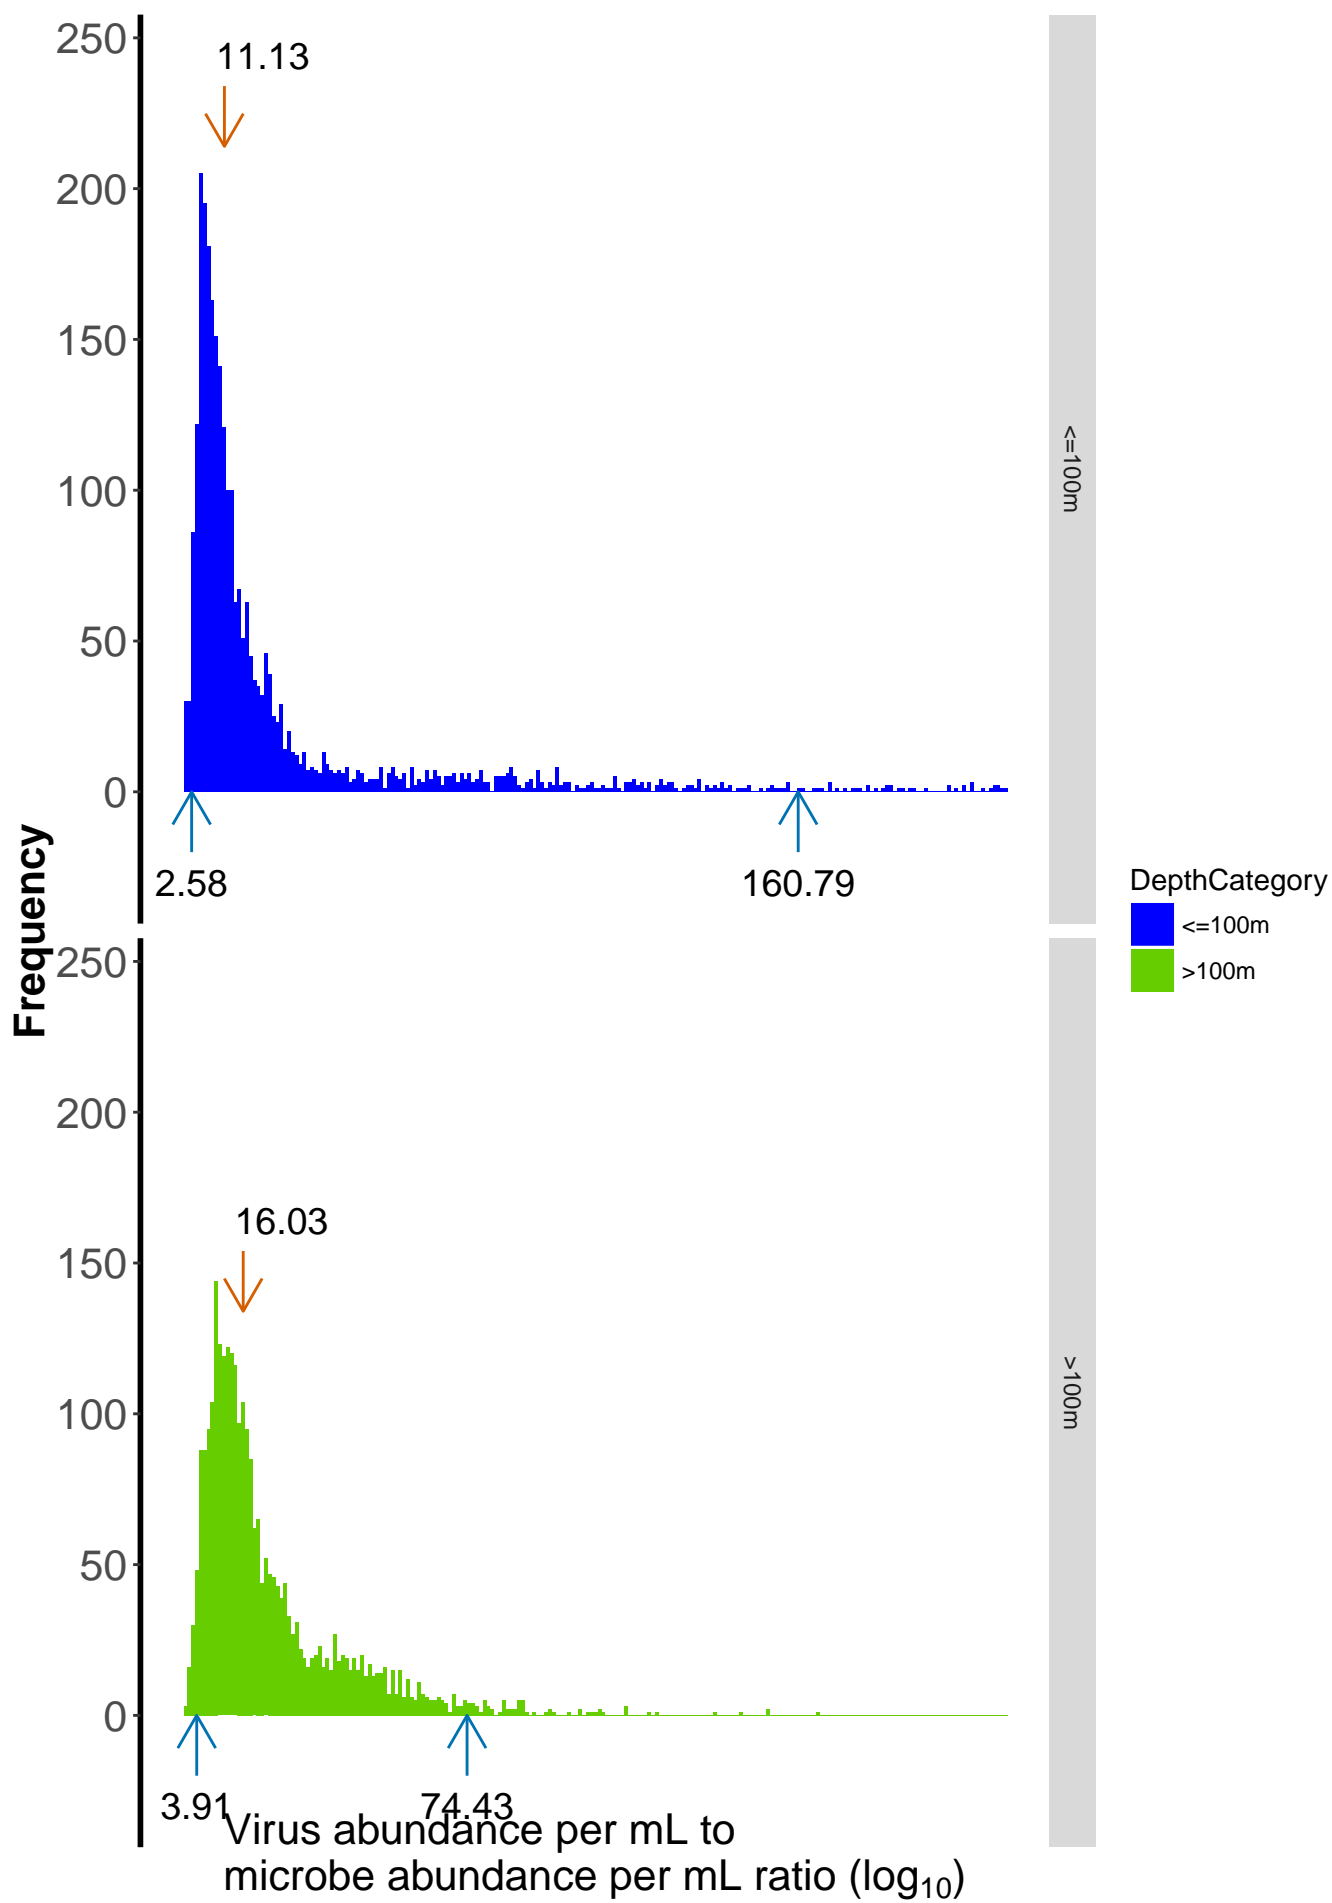 250
11.13
200
150
100
50
0
2.58
160.79
<=100m
Frequency
250
200
16.03
150
100
50
0
3.91
74.43
>100m
Virus abundance per mL to
microbe abundance per mL ratio (log₁₀)
DepthCategory
<=100m
>100m